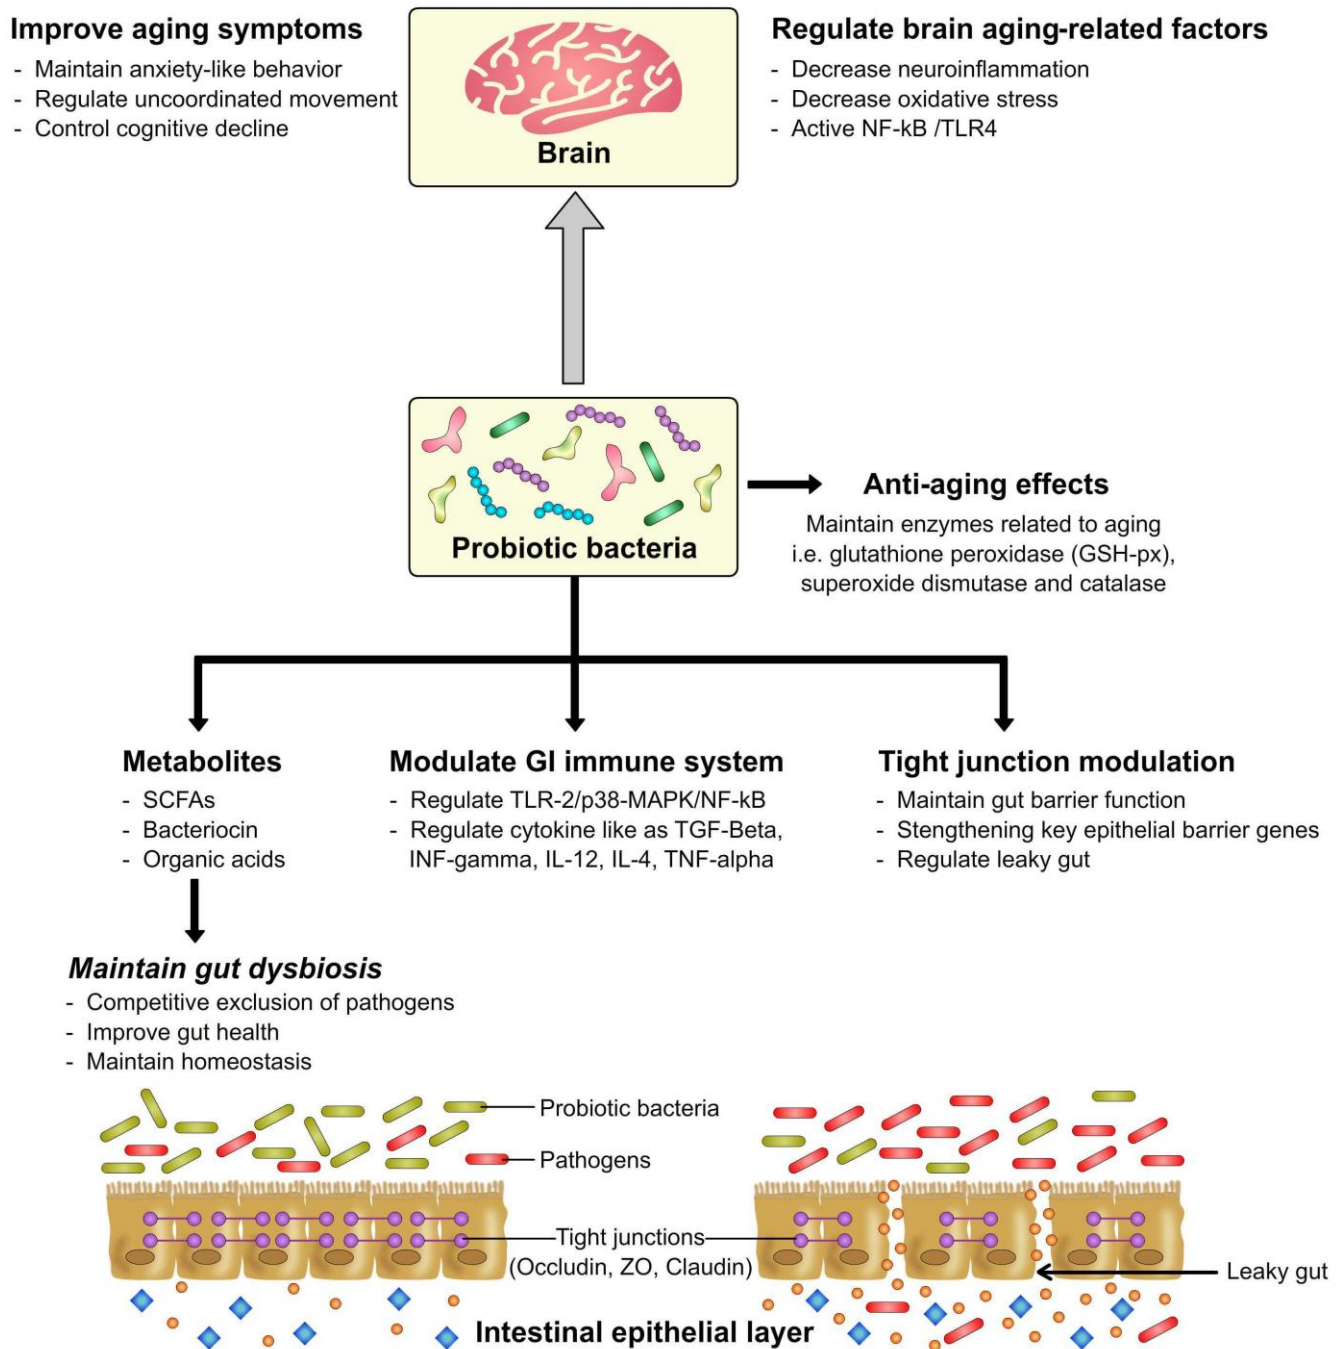 Improve aging symptoms
- Maintain anxiety-like behavior
- Regulate uncoordinated movement
- Control cognitive decline
Brain
Regulate brain aging-related factors
- Decrease neuroinflammation
- Decrease oxidative stress
- Active NF-kB /TLR4
Probiotic bacteria
Anti-aging effects
Maintain enzymes related to aging
i.e. glutathione peroxidase (GSH-px),
superoxide dismutase and catalase
Metabolites
- SCFAs
- Bacteriocin
- Organic acids
Modulate GI immune system
- Regulate TLR-2/p38-MAPK/NF-kB
- Regulate cytokine like as TGF-Beta,
INF-gamma, IL-12, IL-4, TNF-alpha
Tight junction modulation
- Maintain gut barrier function
- Stengthening key epithelial barrier genes
- Regulate leaky gut
Maintain gut dysbiosis
- Competitive exclusion of pathogens
- Improve gut health
- Maintain homeostasis
Probiotic bacteria
Pathogens
Tight junctions
(Occludin, ZO, Claudin)
Leaky gut
Intestinal epithelial layer